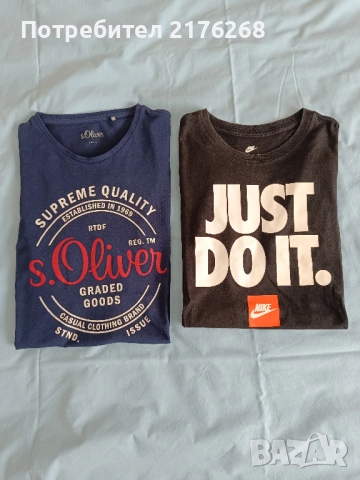 Потребител 2176268
s.Oliver
SUPREME QUALITY
ESTABLISHED IN 1969
RTDF
REG. TM
s.Oliver
GRADED
GOODS
CASUAL CLOTHING BRAND
STND.
ISSUE
JUST
DO IT.
NIKE
BAZAR